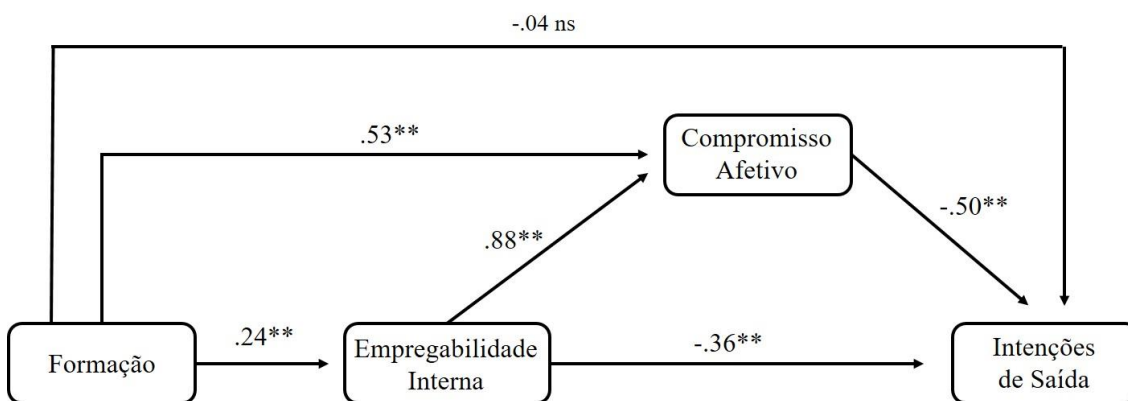 -.04 ns
.53**
Compromisso
Afetivo
.88**
-.50**
Formação
.24**
Empregabilidade
Interna
-.36**
Intenções
de Saída